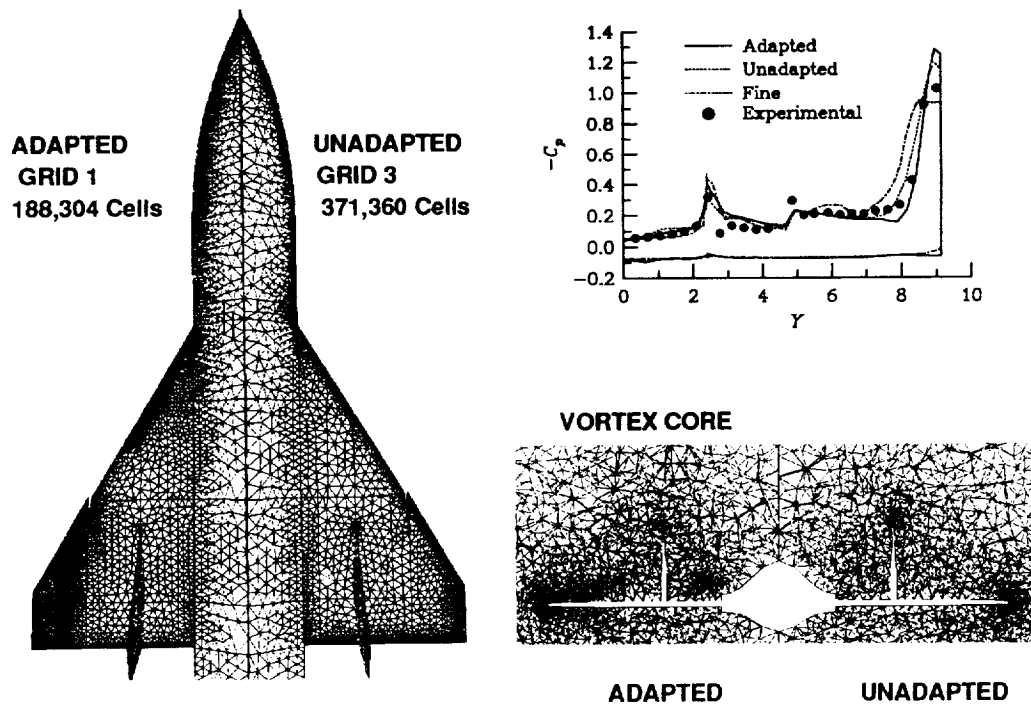 ADAPTED
GRID 1
188,304 Cells
UNADAPTED
GRID 3
371,360 Cells
1.4
1.2
1.0
0.8
0.6
0.4
0.2
0.0
−0.2
−Cp
Adapted
Unadapted
Fine
Experimental
0 2 4 6 8 10
Y
VORTEX CORE
ADAPTED
UNADAPTED